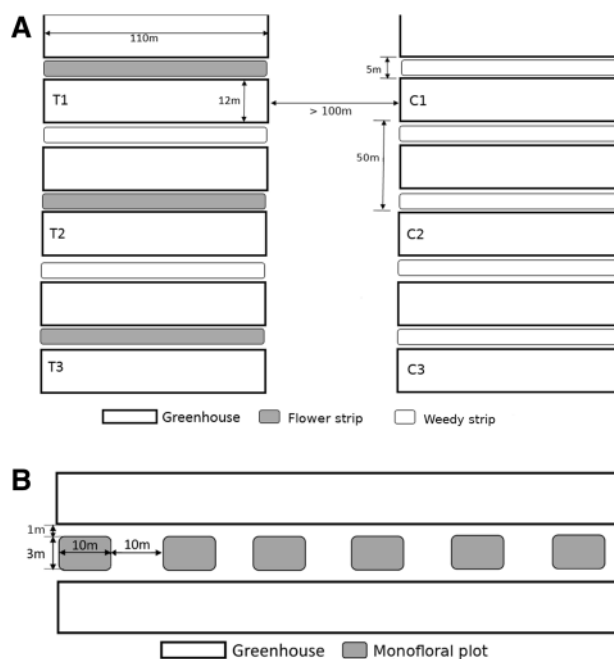 A
110m
5m
T1
12m
C1
> 100m
50m
T2
C2
T3
C3
Greenhouse Flower strip Weedy strip
B
1m
10m 10m
3m
Greenhouse Monofloral plot